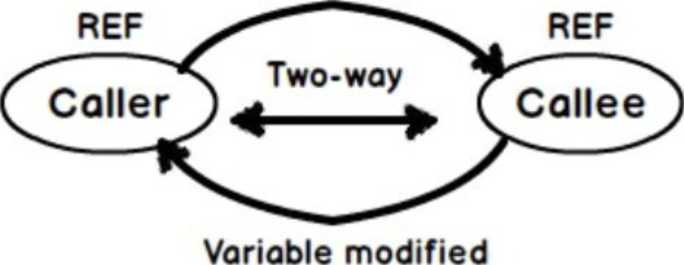 REF
REF
Two-way
Caller
Callee
Variable modified